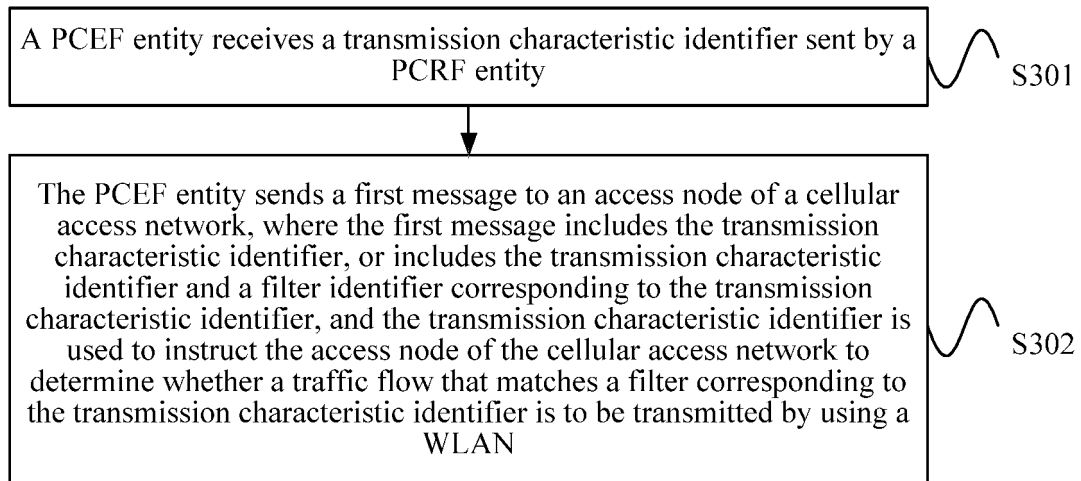 A PCEF entity receives a transmission characteristic identifier sent by a
PCRF entity
S301
The PCEF entity sends a first message to an access node of a cellular
access network, where the first message includes the transmission
characteristic identifier, or includes the transmission characteristic
identifier and a filter identifier corresponding to the transmission
characteristic identifier, and the transmission characteristic identifier is
used to instruct the access node of the cellular access network to
determine whether a traffic flow that matches a filter corresponding to
the transmission characteristic identifier is to be transmitted by using a
WLAN
S302